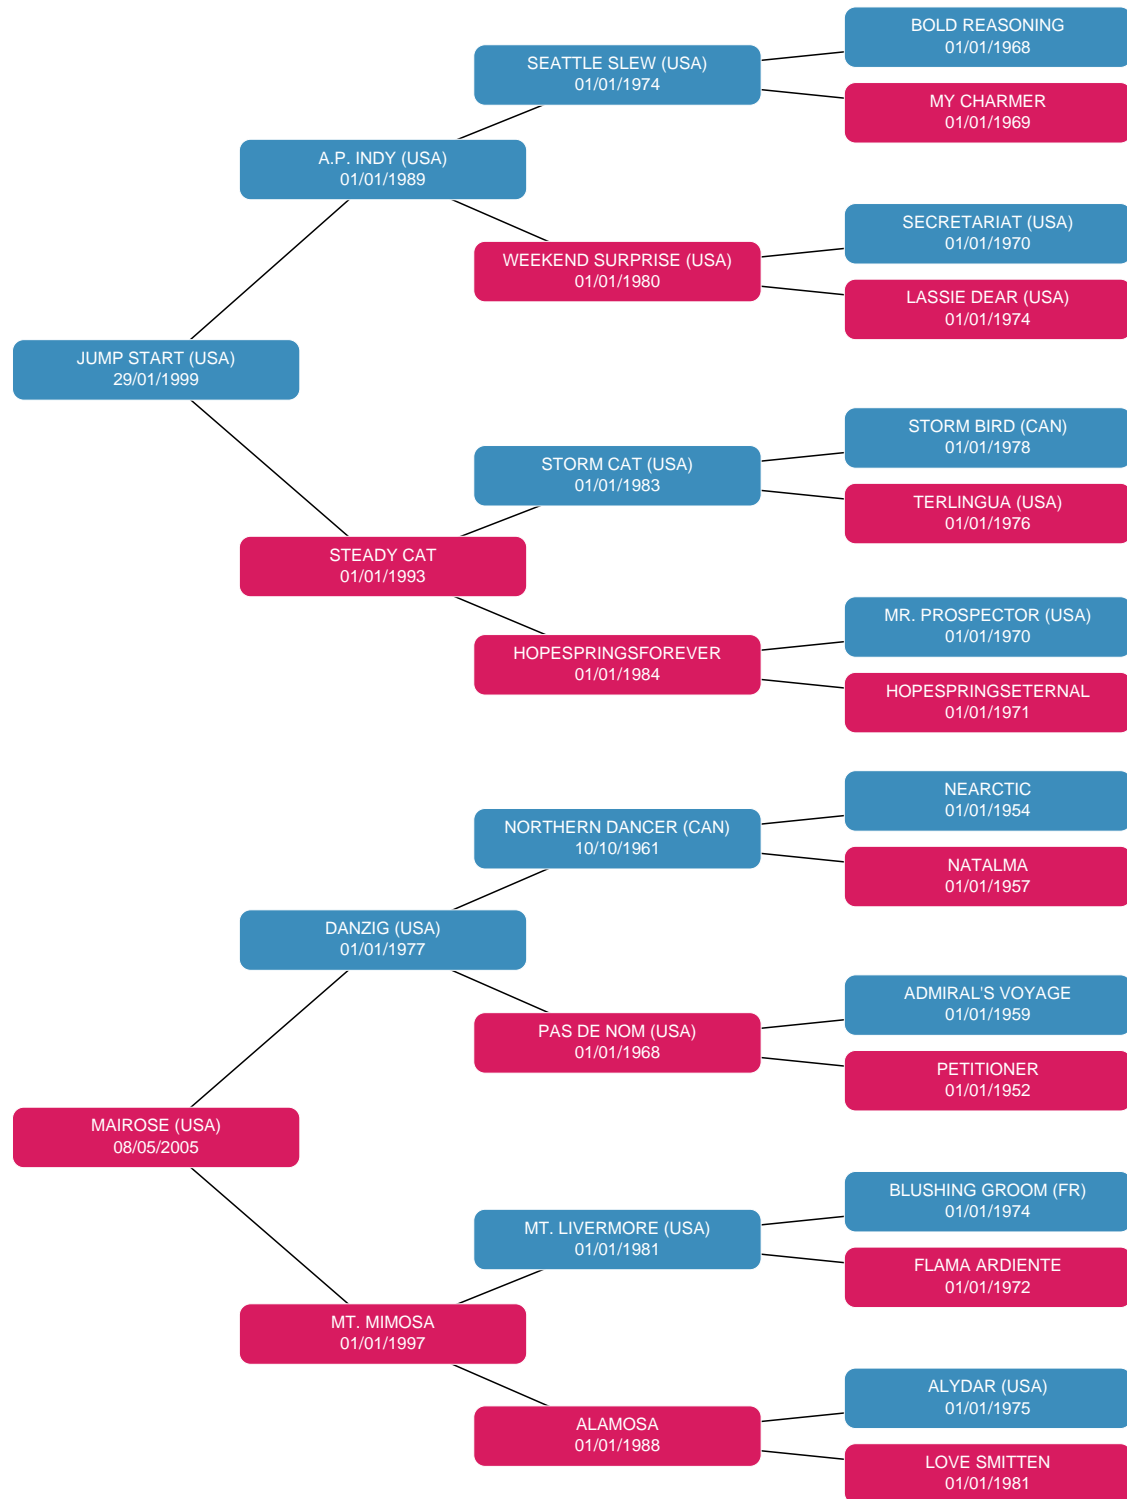 BOLD REASONING
01/01/1968
SEATTLE SLEW (USA)
01/01/1974
MY CHARMER
01/01/1969
A.P. INDY (USA)
01/01/1989
SECRETARIAT (USA)
01/01/1970
WEEKEND SURPRISE (USA)
01/01/1980
LASSIE DEAR (USA)
01/01/1974
JUMP START (USA)
29/01/1999
STORM BIRD (CAN)
01/01/1978
STORM CAT (USA)
01/01/1983
TERLINGUA (USA)
01/01/1976
STEADY CAT
01/01/1993
MR. PROSPECTOR (USA)
01/01/1970
HOPESPRINGSFOREVER
01/01/1984
HOPESPRINGSETERNAL
01/01/1971
NEARCTIC
01/01/1954
NORTHERN DANCER (CAN)
10/10/1961
NATALMA
01/01/1957
DANZIG (USA)
01/01/1977
ADMIRAL'S VOYAGE
01/01/1959
PAS DE NOM (USA)
01/01/1968
PETITIONER
01/01/1952
MAIROSE (USA)
08/05/2005
BLUSHING GROOM (FR)
01/01/1974
MT. LIVERMORE (USA)
01/01/1981
FLAMA ARDIENTE
01/01/1972
MT. MIMOSA
01/01/1997
ALYDAR (USA)
01/01/1975
ALAMOSA
01/01/1988
LOVE SMITTEN
01/01/1981